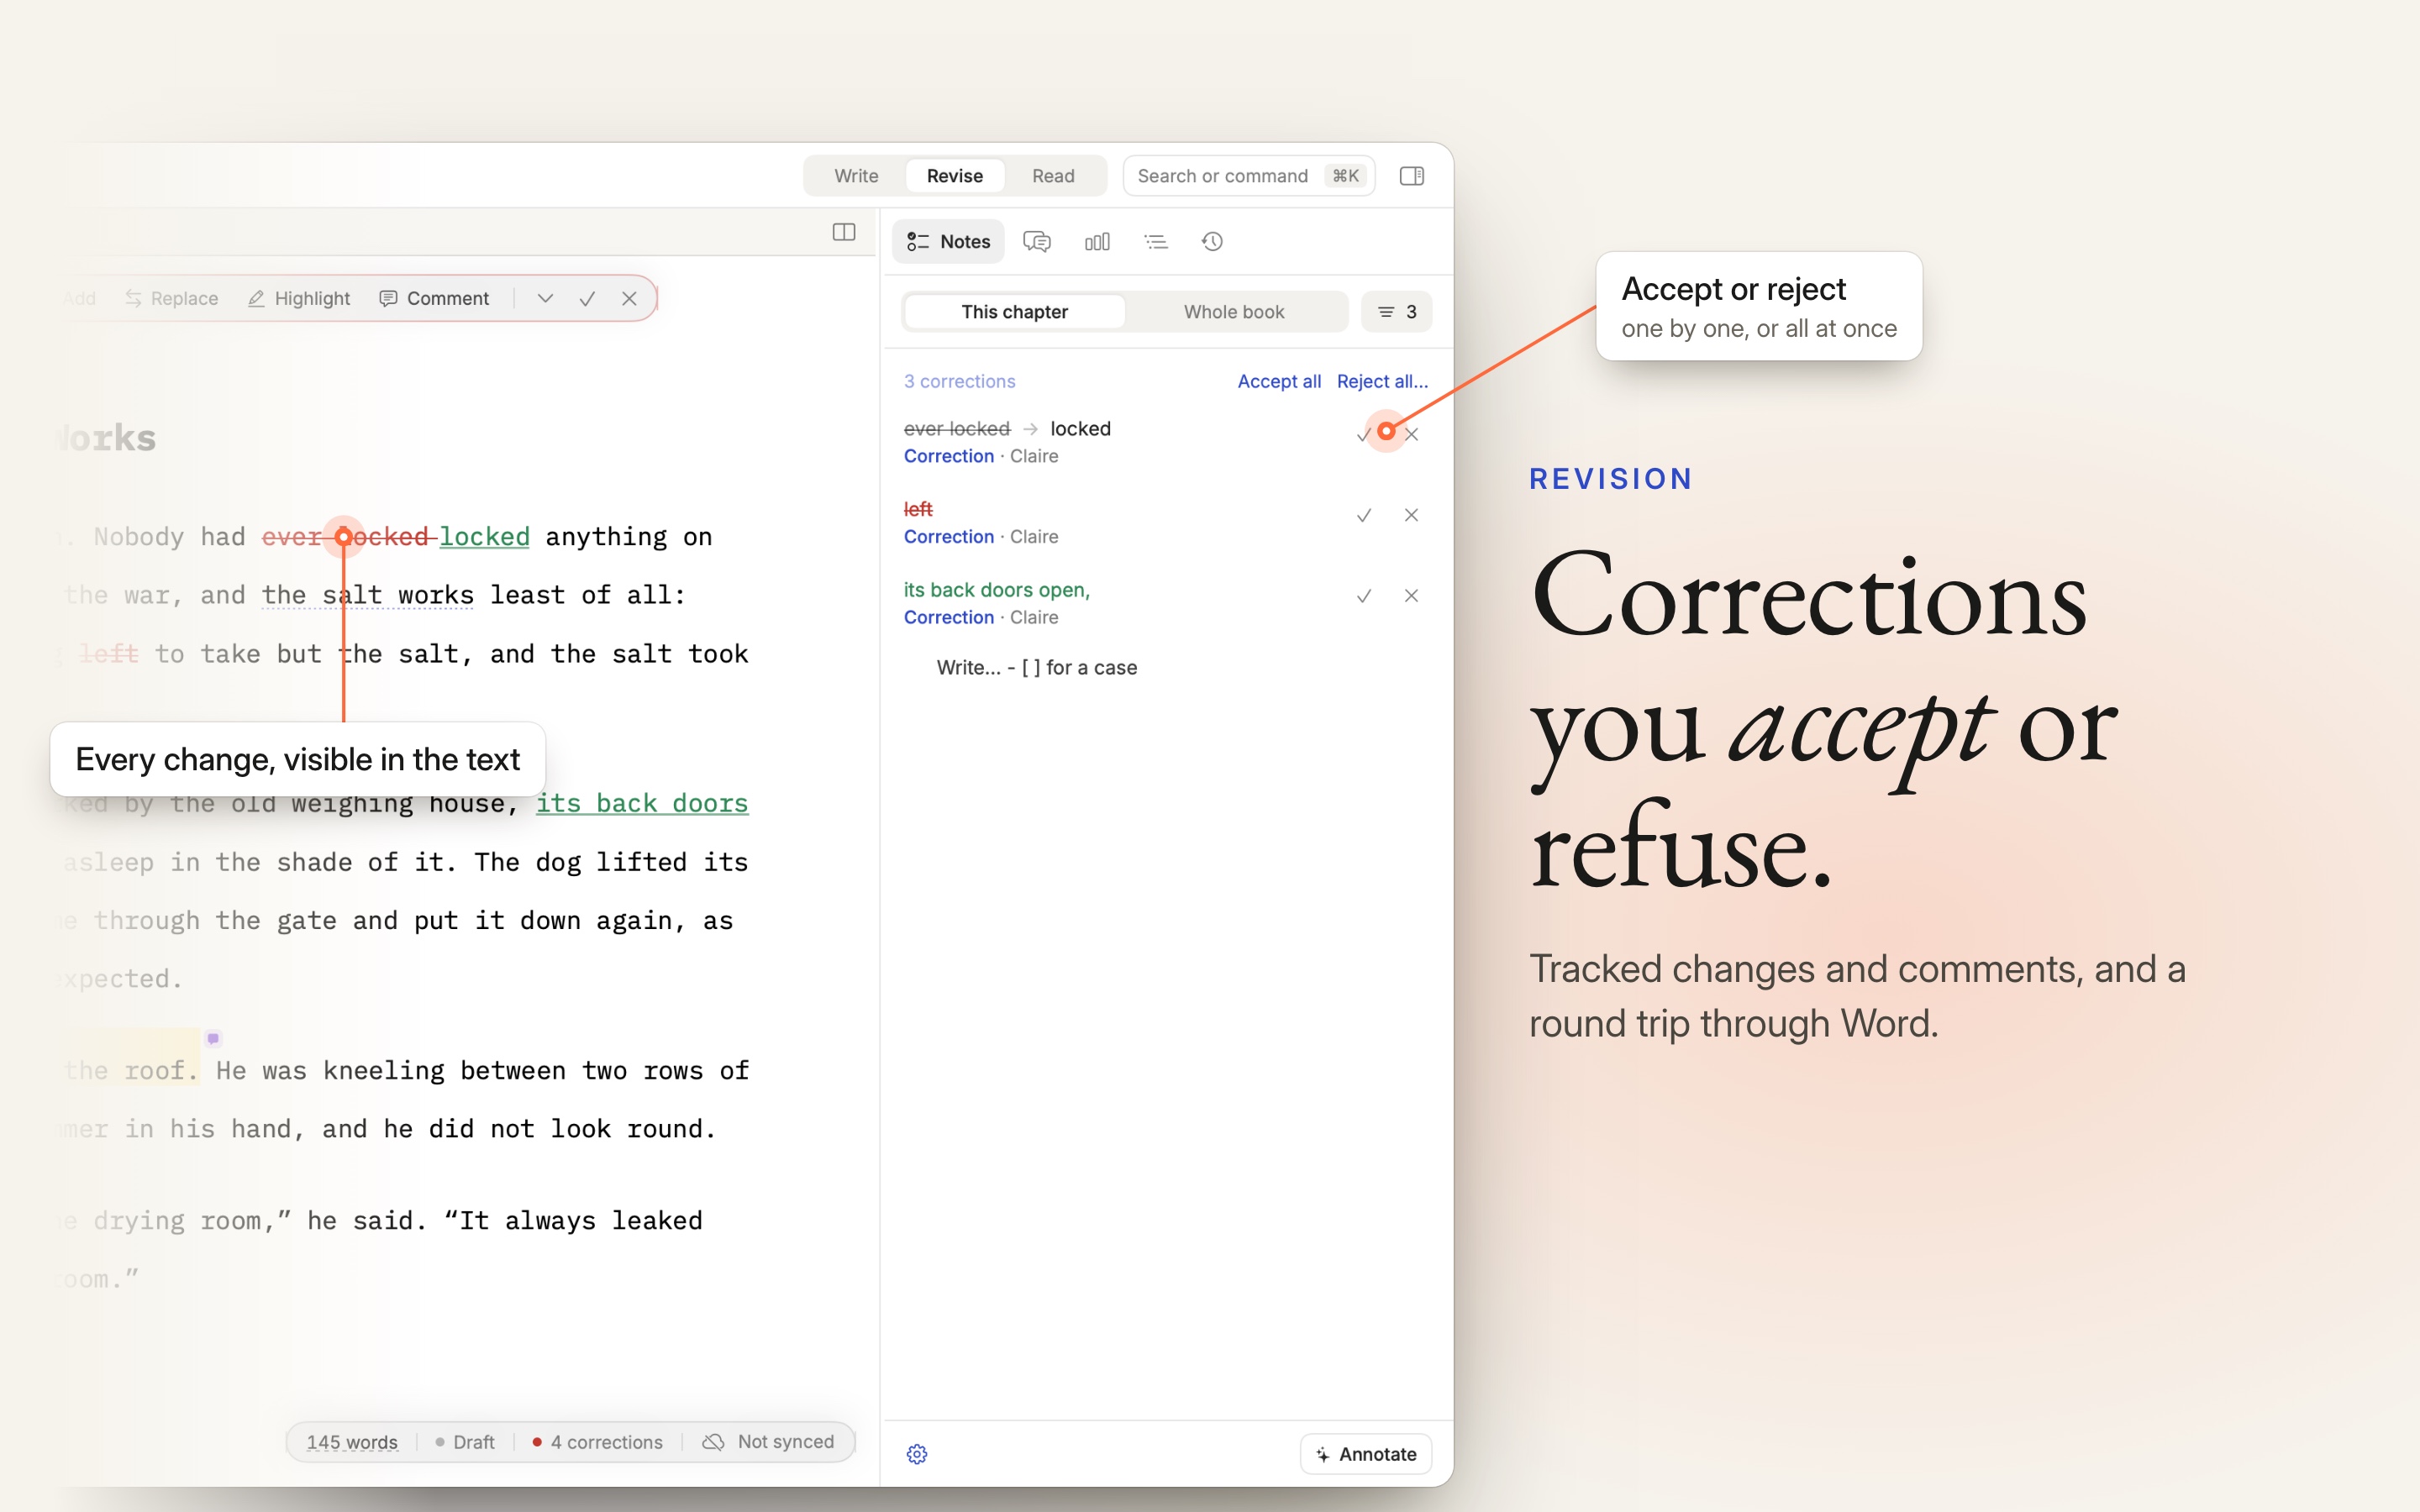 Write Revise Read Search or command ⌘K
Notes
Add Replace Highlight Comment
This chapter Whole book 3
3 corrections Accept all Reject all...
ever locked → locked
Correction · Claire
left
Correction · Claire
its back doors open,
Correction · Claire
Write... - [ ] for a case
Works
. Nobody had ever locked locked anything on
the war, and the salt works least of all:
left to take but the salt, and the salt took
Every change, visible in the text
by the old weighing house, its back doors
asleep in the shade of it. The dog lifted its
through the gate and put it down again, as
expected.
the roof. He was kneeling between two rows of
in his hand, and he did not look round.
drying room,” he said. “It always leaked
room.”
145 words Draft 4 corrections Not synced
Annotate
Accept or reject
one by one, or all at once
REVISION
Corrections
you accept or
refuse.
Tracked changes and comments, and a
round trip through Word.